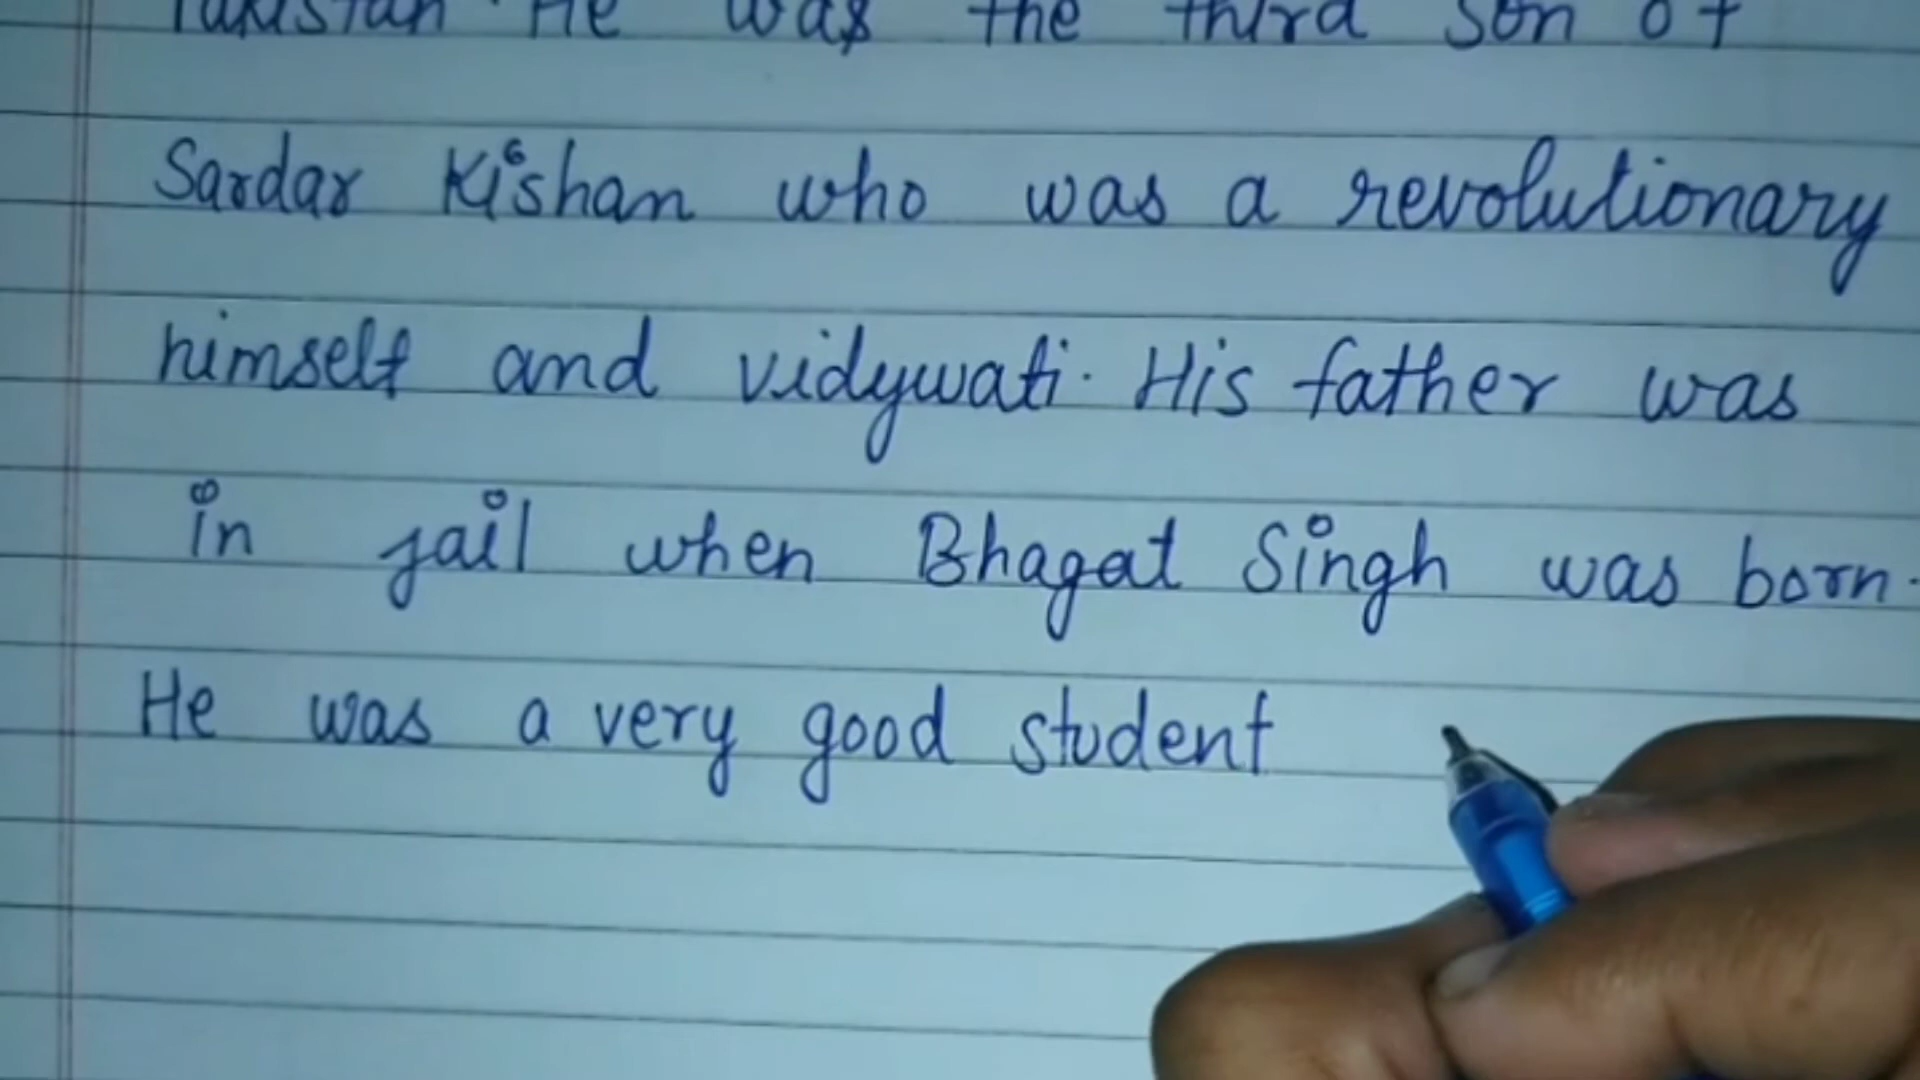 Pakistan. He was the third son of
Sardar Kishan who was a revolutionary
himself and vidywati. His father was
in jail when Bhagat Singh was born.
He was a very good student